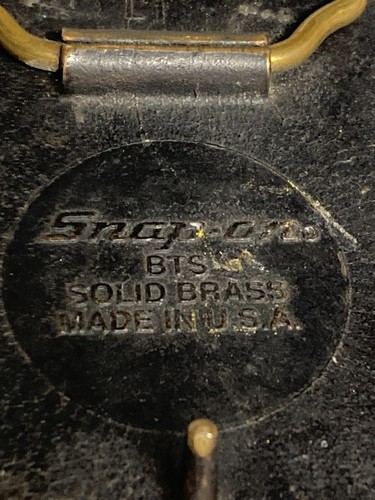 Snap-on®
BTS
SOLID BRASS
MADE IN U.S.A.